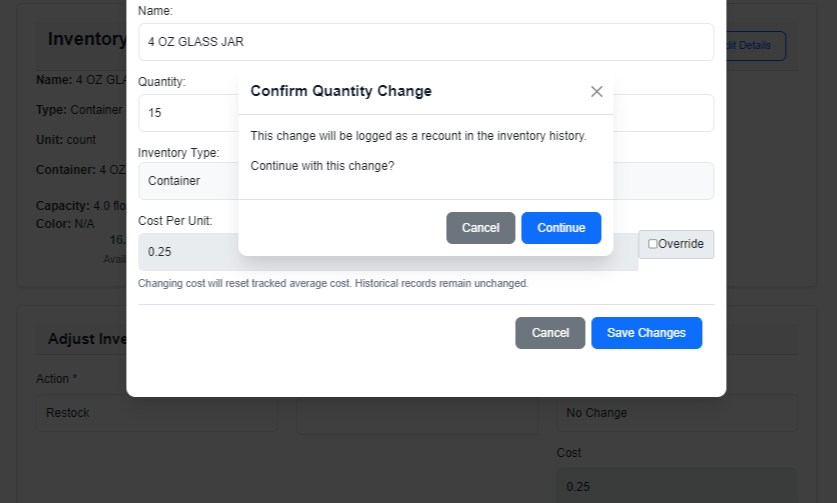 Name:
Inventory
4 OZ GLASS JAR
dit Details
Name: 4 OZ GLA
Quantity:
Confirm Quantity Change
15
Type: Container
This change will be logged as a recount in the inventory history.
Unit: count
Inventory Type:
Continue with this change?
Container: 4 OZ
Container
Capacity: 4.0 flo
Cost Per Unit:
Color: N/A
Cancel
Continue
16.
0.25
Override
Avail
Changing cost will reset tracked average cost. Historical records remain unchanged.
Cancel
Save Changes
Adjust Inve
Action *
Restock
No Change
Cost
0.25